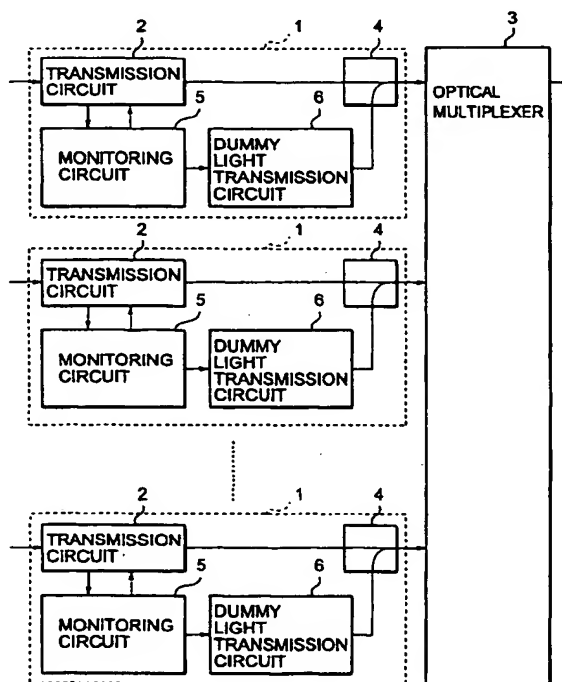 2
1
4
3
TRANSMISSION
CIRCUIT
5
6
OPTICAL
MULTIPLEXER
MONITORING
CIRCUIT
DUMMY
LIGHT
TRANSMISSION
CIRCUIT
2
1
4
TRANSMISSION
CIRCUIT
5
6
MONITORING
CIRCUIT
DUMMY
LIGHT
TRANSMISSION
CIRCUIT
2
1
4
TRANSMISSION
CIRCUIT
5
6
MONITORING
CIRCUIT
DUMMY
LIGHT
TRANSMISSION
CIRCUIT